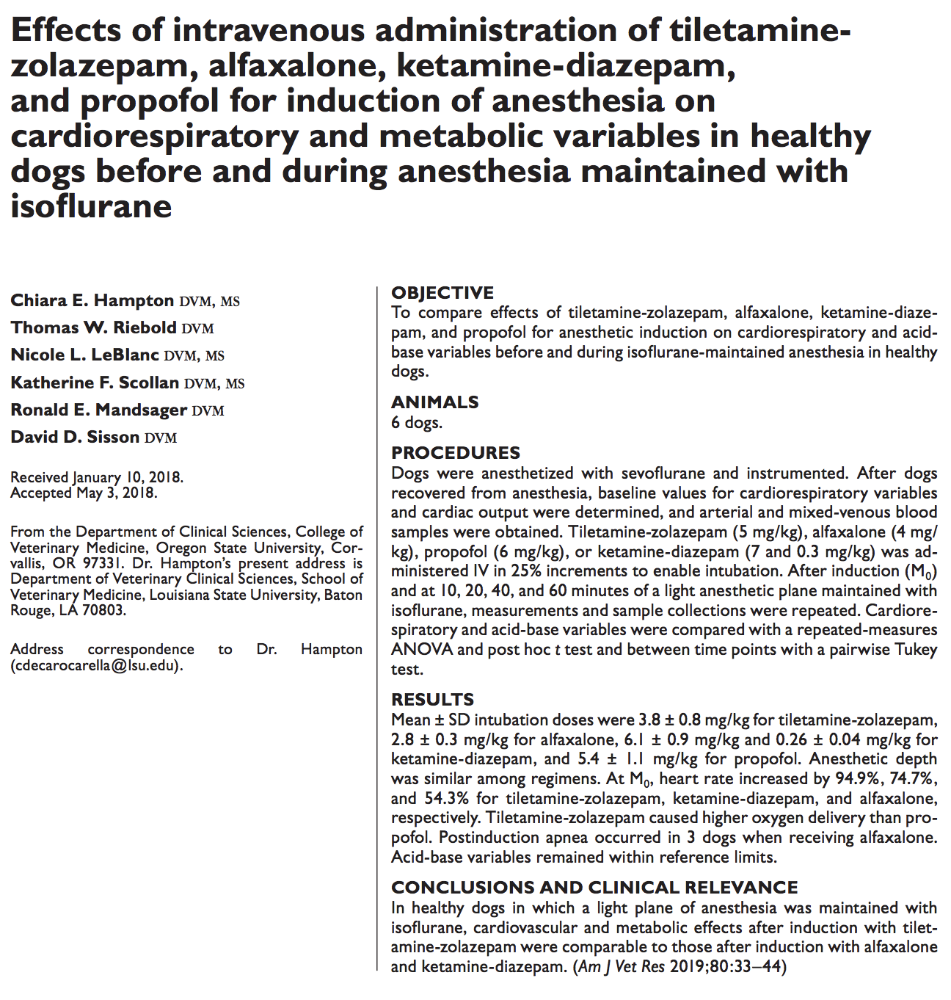 Effects of intravenous administration of tiletamine-
zolazepam, alfaxalone, ketamine-diazepam,
and propofol for induction of anesthesia on
cardiorespiratory and metabolic variables in healthy
dogs before and during anesthesia maintained with
isoflurane
Chiara E. Hampton DVM, MS
Thomas W. Riebold DVM
Nicole L. LeBlanc DVM, MS
Katherine F. Scollan DVM, MS
Ronald E. Mandsager DVM
David D. Sisson DVM
Received January 10, 2018.
Accepted May 3, 2018.
From the Department of Clinical Sciences, College of
Veterinary Medicine, Oregon State University, Cor-
vallis, OR 97331. Dr. Hampton's present address is
Department of Veterinary Clinical Sciences, School of
Veterinary Medicine, Louisiana State University, Baton
Rouge, LA 70803.
Address correspondence to Dr. Hampton
(cdecarocarella@lsu.edu).
OBJECTIVE
To compare effects of tiletamine-zolazepam, alfaxalone, ketamine-diaze-
pam, and propofol for anesthetic induction on cardiorespiratory and acid-
base variables before and during isoflurane-maintained anesthesia in healthy
dogs.
ANIMALS
6 dogs.
PROCEDURES
Dogs were anesthetized with sevoflurane and instrumented. After dogs
recovered from anesthesia, baseline values for cardiorespiratory variables
and cardiac output were determined, and arterial and mixed-venous blood
samples were obtained. Tiletamine-zolazepam (5 mg/kg), alfaxalone (4 mg/
kg), propofol (6 mg/kg), or ketamine-diazepam (7 and 0.3 mg/kg) was ad-
ministered IV in 25% increments to enable intubation. After induction (M0)
and at 10, 20, 40, and 60 minutes of a light anesthetic plane maintained with
isoflurane, measurements and sample collections were repeated. Cardiore-
spiratory and acid-base variables were compared with a repeated-measures
ANOVA and post hoc t test and between time points with a pairwise Tukey
test.
RESULTS
Mean ± SD intubation doses were 3.8 ± 0.8 mg/kg for tiletamine-zolazepam,
2.8 ± 0.3 mg/kg for alfaxalone, 6.1 ± 0.9 mg/kg and 0.26 ± 0.04 mg/kg for
ketamine-diazepam, and 5.4 ± 1.1 mg/kg for propofol. Anesthetic depth
was similar among regimens. At M0, heart rate increased by 94.9%, 74.7%,
and 54.3% for tiletamine-zolazepam, ketamine-diazepam, and alfaxalone,
respectively. Tiletamine-zolazepam caused higher oxygen delivery than pro-
pofol. Postinduction apnea occurred in 3 dogs when receiving alfaxalone.
Acid-base variables remained within reference limits.
CONCLUSIONS AND CLINICAL RELEVANCE
In healthy dogs in which a light plane of anesthesia was maintained with
isoflurane, cardiovascular and metabolic effects after induction with tilet-
amine-zolazepam were comparable to those after induction with alfaxalone
and ketamine-diazepam. (Am J Vet Res 2019;80:33–44)